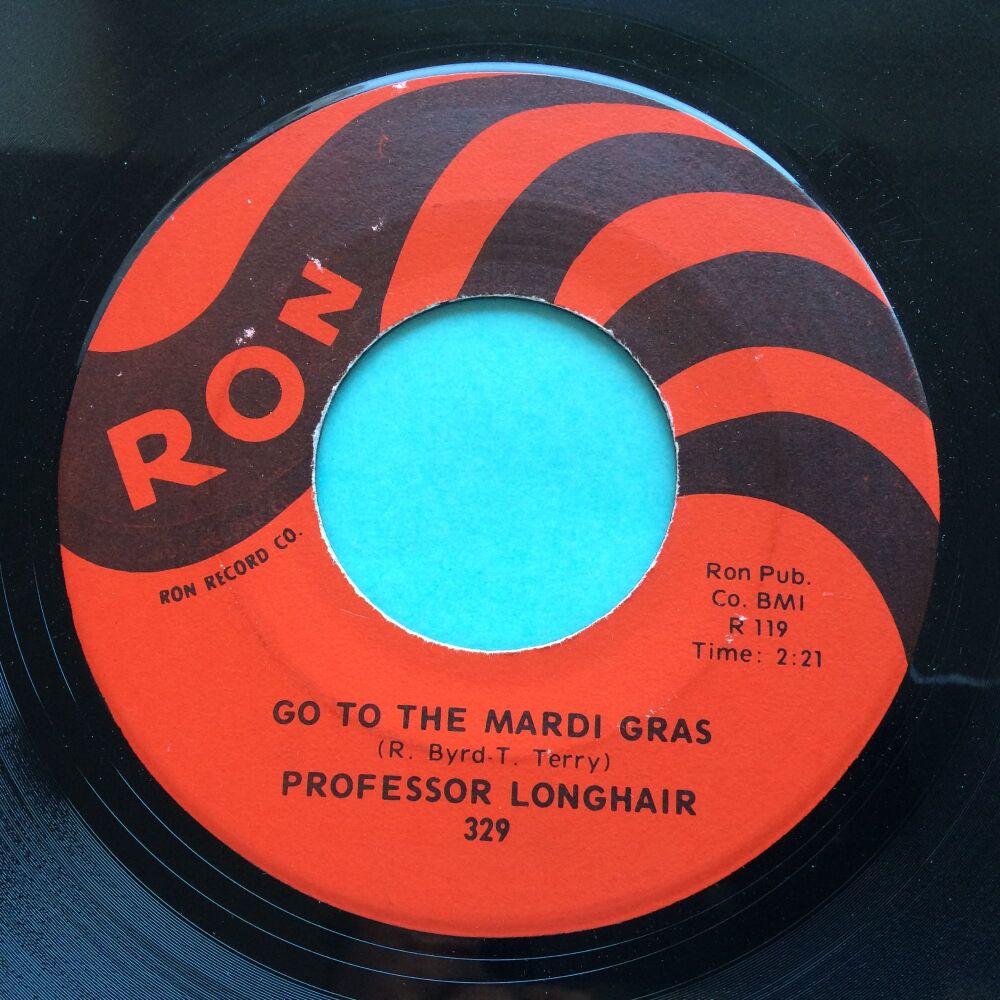 RON
RON RECORD CO.
Ron Pub.
Co. BMI
R 119
Time: 2:21
GO TO THE MARDI GRAS
(R. Byrd-T. Terry)
PROFESSOR LONGHAIR
329